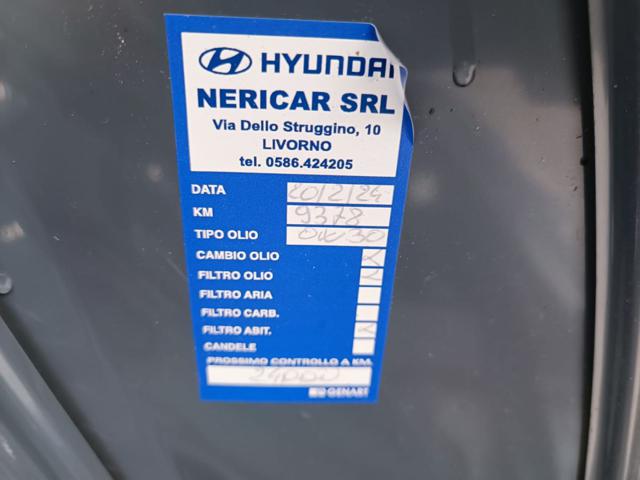 HYUNDAI
NERICAR SRL
Via Dello Struggino, 10
LIVORNO
tel. 0586.424205
DATA 20/2/24
KM 9378
TIPO OLIO 0W30
CAMBIO OLIO
FILTRO OLIO
FILTRO ARIA
FILTRO CARB.
FILTRO ABIT.
CANDELE
PROSSIMO CONTROLLO A KM.
24000
GENART